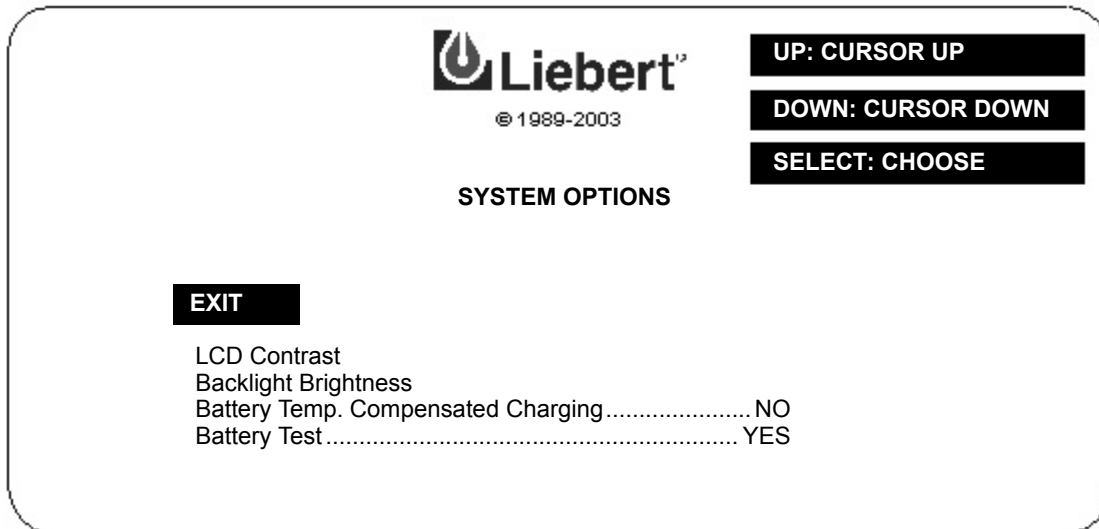 Liebert
© 1989-2003
UP: CURSOR UP
DOWN: CURSOR DOWN
SELECT: CHOOSE
SYSTEM OPTIONS
EXIT
LCD Contrast
Backlight Brightness
Battery Temp. Compensated Charging......................NO
Battery Test............................................................YES